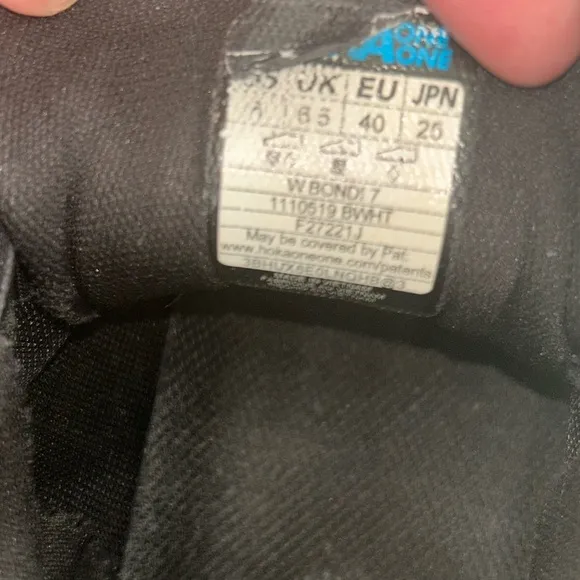 ONE
UK EU JPN
6.5 40 25
W BONDI 7
1110519 BWHT
F27221J
May be covered by Pat.
www.hokaoneone.com/patents